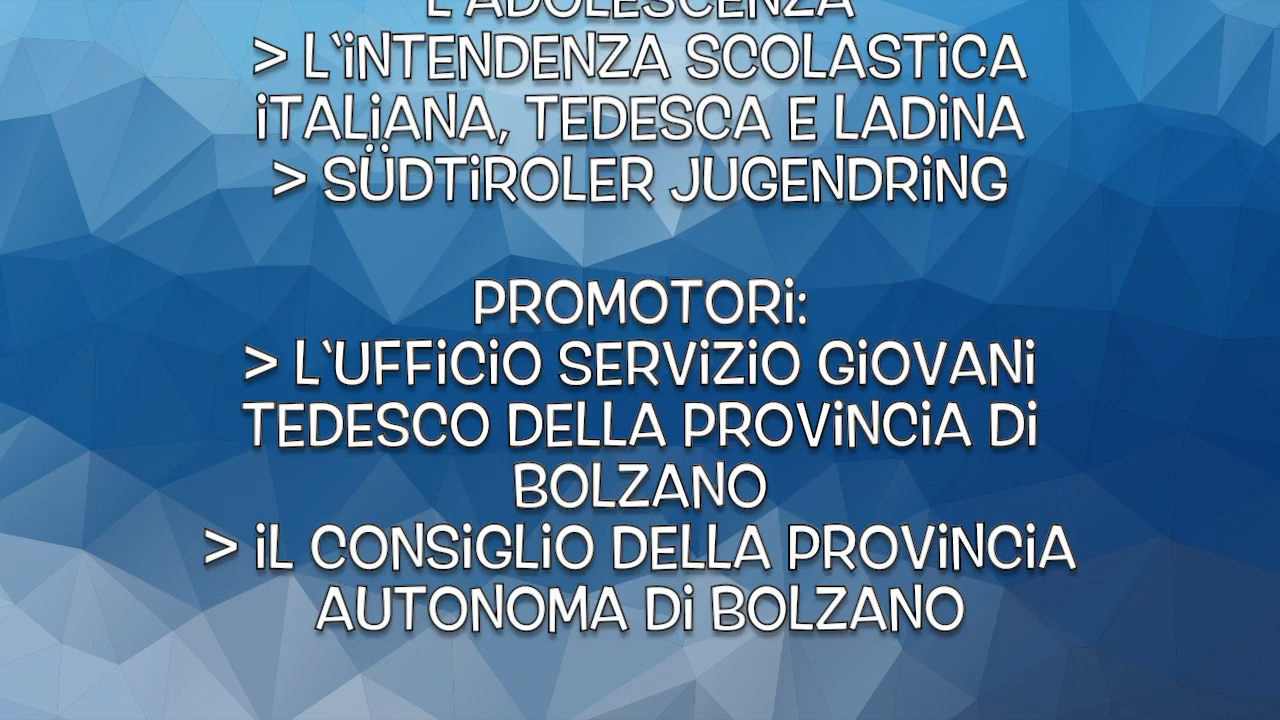 L'ADOLESCENZA
> L'iNTENDENZA SCOLASTiCA
iTALiANA, TEDESCA E LADiNA
> SÜDTiROLER JUGENDRiNG
PROMOTORi:
> L'UFFiCiO SERViZiO GiOVANi
TEDESCO DELLA PROViNCiA Di
BOLZANO
> iL CONSiGLiO DELLA PROViNCiA
AUTONOMA Di BOLZANO